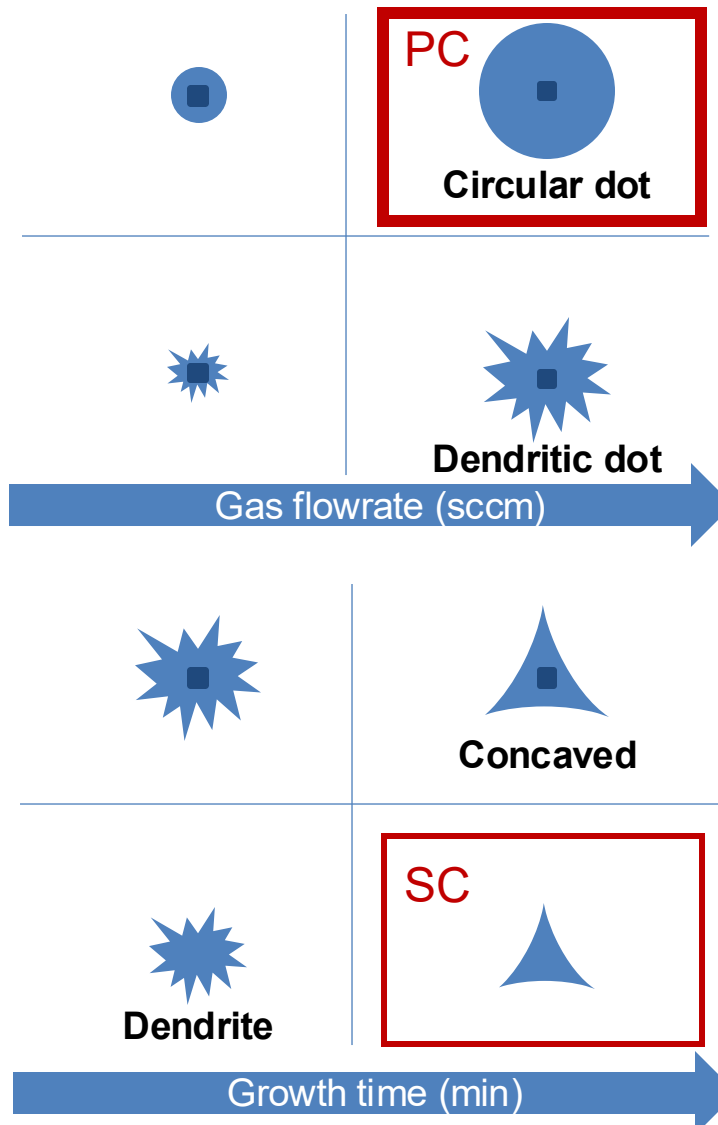 PC
Circular dot
Dendritic dot
Gas flowrate (sccm)
Concaved
SC
Dendrite
Growth time (min)